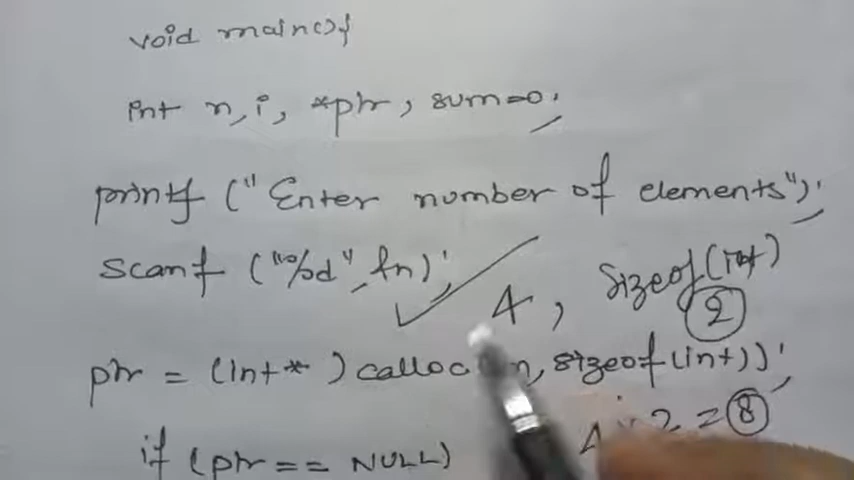 void main(){
int n,i, *ptr, sum=0;
printf ("Enter number of elements");
scanf ("%d", &n);
4, sizeof(int)
2
ptr = (int* ) calloc(n, sizeof(int));
4 x 2 = 8
if (ptr == NULL)